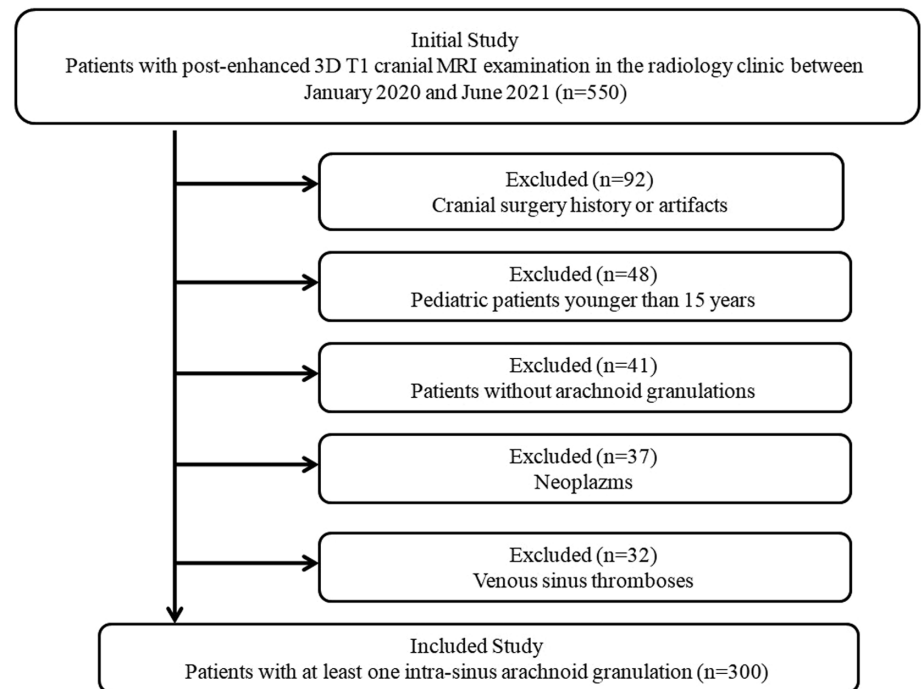 Initial Study
Patients with post-enhanced 3D T1 cranial MRI examination in the radiology clinic between
January 2020 and June 2021 (n=550)
Excluded (n=92)
Cranial surgery history or artifacts
Excluded (n=48)
Pediatric patients younger than 15 years
Excluded (n=41)
Patients without arachnoid granulations
Excluded (n=37)
Neoplazms
Excluded (n=32)
Venous sinus thromboses
Included Study
Patients with at least one intra-sinus arachnoid granulation (n=300)